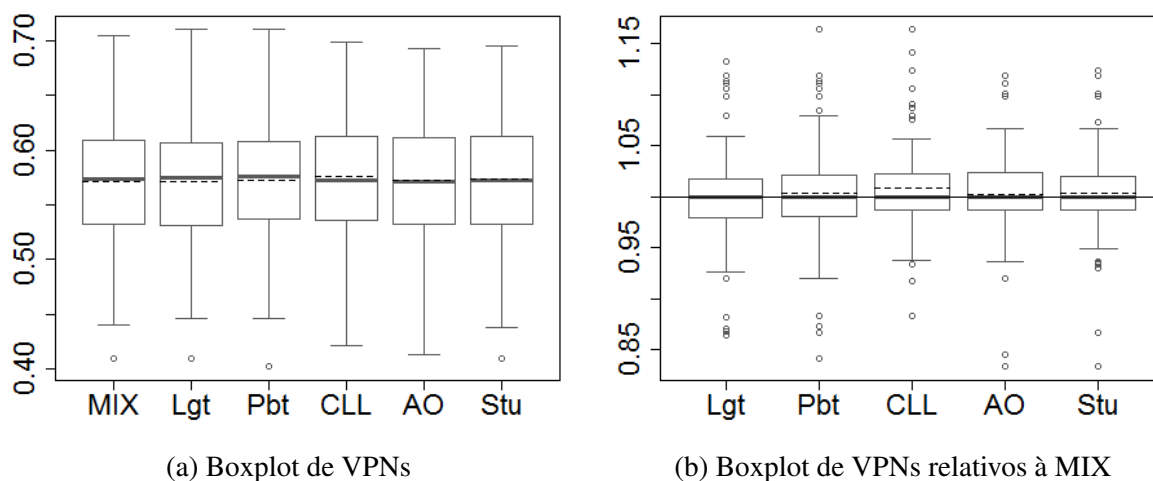 0.70
0.60
0.50
0.40
MIX Lgt Pbt CLL AO Stu
(a) Boxplot de VPNs
1.15
1.05
0.95
0.85
Lgt Pbt CLL AO Stu
(b) Boxplot de VPNs relativos à MIX